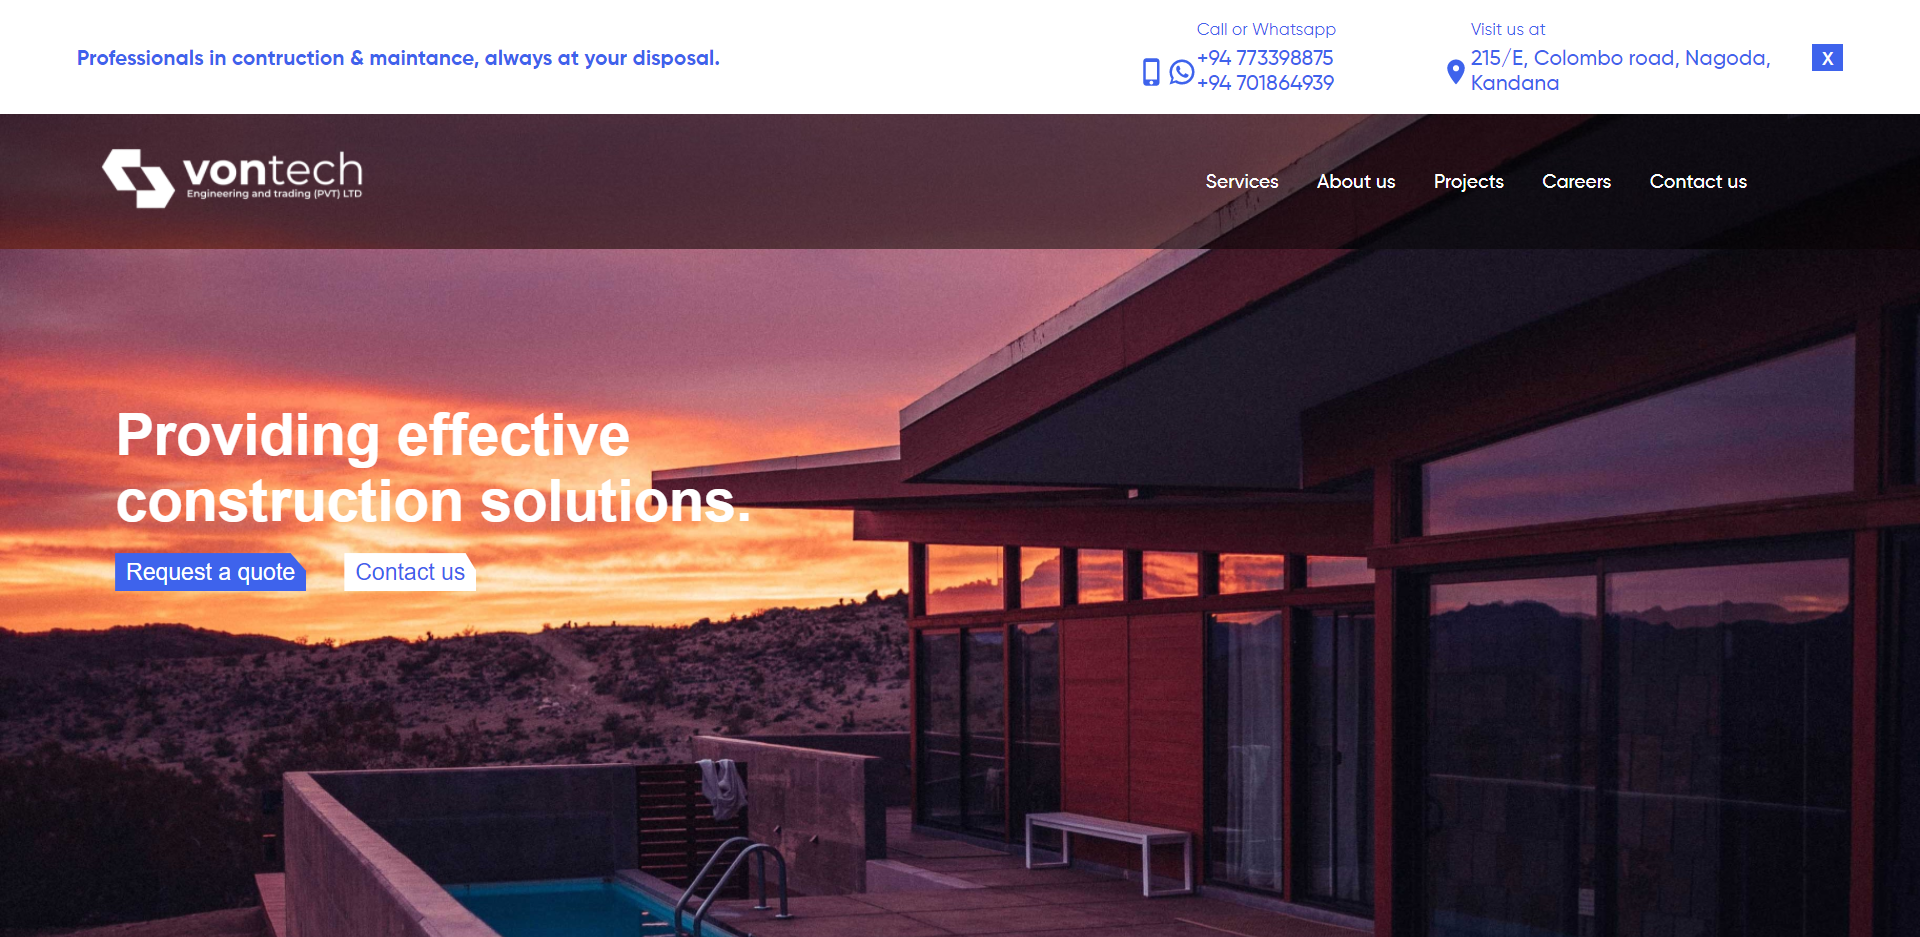 Professionals in contruction & maintance, always at your disposal.
Call or Whatsapp
+94 773398875
+94 701864939
Visit us at
215/E, Colombo road, Nagoda,
Kandana
X
vontech
Engineering and trading (PVT) LTD
Services
About us
Projects
Careers
Contact us
Providing effective
construction solutions.
Request a quote
Contact us